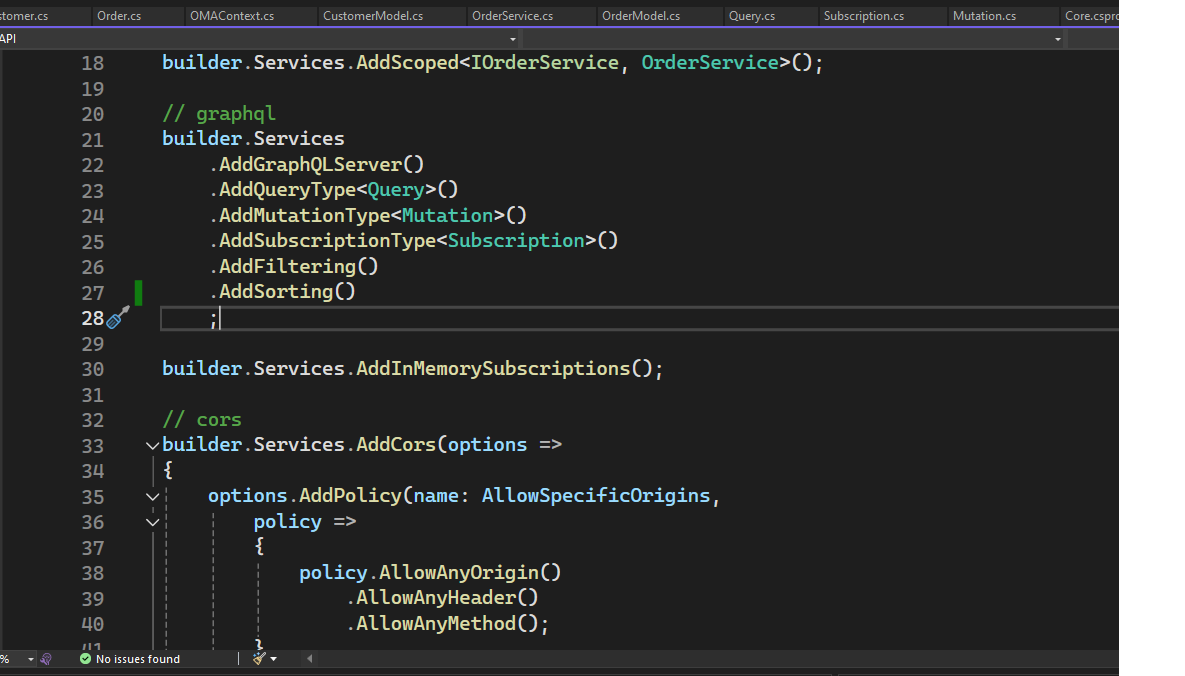 stomer.cs Order.cs OMAContext.cs CustomerModel.cs OrderService.cs OrderModel.cs Query.cs Subscription.cs Mutation.cs Core.cspro
API
18 builder.Services.AddScoped<IOrderService, OrderService>();
19
20 // graphql
21 builder.Services
22 .AddGraphQLServer()
23 .AddQueryType<Query>()
24 .AddMutationType<Mutation>()
25 .AddSubscriptionType<Subscription>()
26 .AddFiltering()
27 .AddSorting()
28 ;
29
30 builder.Services.AddInMemorySubscriptions();
31
32 // cors
33 builder.Services.AddCors(options =>
34 {
35 options.AddPolicy(name: AllowSpecificOrigins,
36 policy =>
37 {
38 policy.AllowAnyOrigin()
39 .AllowAnyHeader()
40 .AllowAnyMethod();
41 }
% No issues found